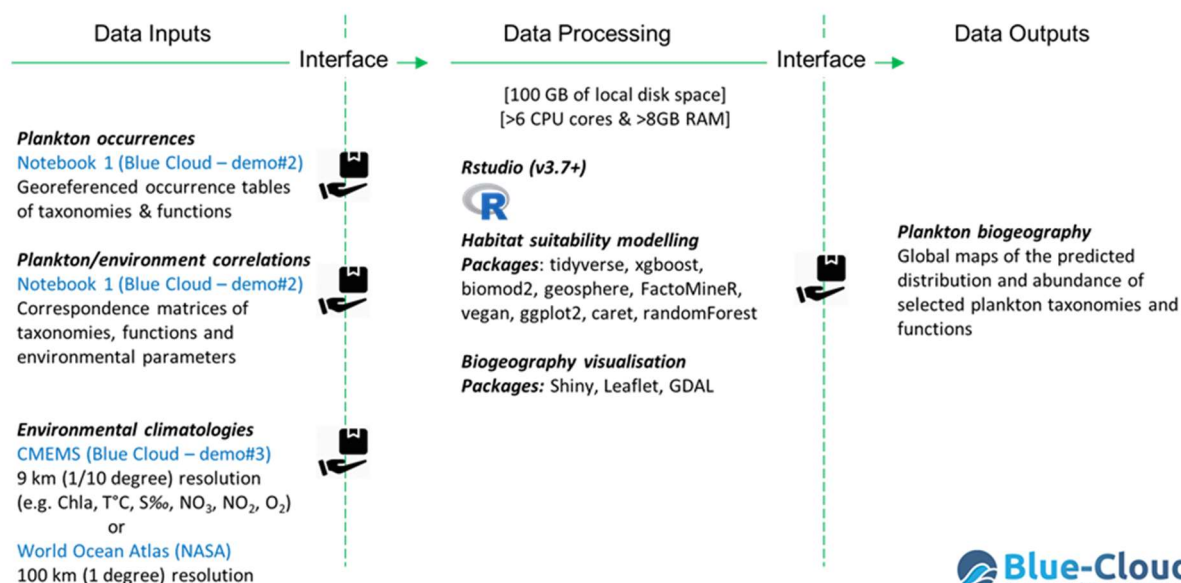 Data Inputs
Interface
Data Processing
Interface
Data Outputs
[100 GB of local disk space]
[>6 CPU cores & >8GB RAM]
Plankton occurrences
Notebook 1 (Blue Cloud – demo#2)
Georeferenced occurrence tables
of taxonomies & functions
Plankton/environment correlations
Notebook 1 (Blue Cloud – demo#2)
Correspondence matrices of
taxonomies, functions and
environmental parameters
Environmental climatologies
CMEMS (Blue Cloud – demo#3)
9 km (1/10 degree) resolution
(e.g. Chla, T°C, S‰, NO₃, NO₂, O₂)
or
World Ocean Atlas (NASA)
100 km (1 degree) resolution
Rstudio (v3.7+)
R
Habitat suitability modelling
Packages: tidyverse, xgboost,
biomod2, geosphere, FactoMineR,
vegan, ggplot2, caret, randomForest
Biogeography visualisation
Packages: Shiny, Leaflet, GDAL
Plankton biogeography
Global maps of the predicted
distribution and abundance of
selected plankton taxonomies and
functions
Blue-Cloud